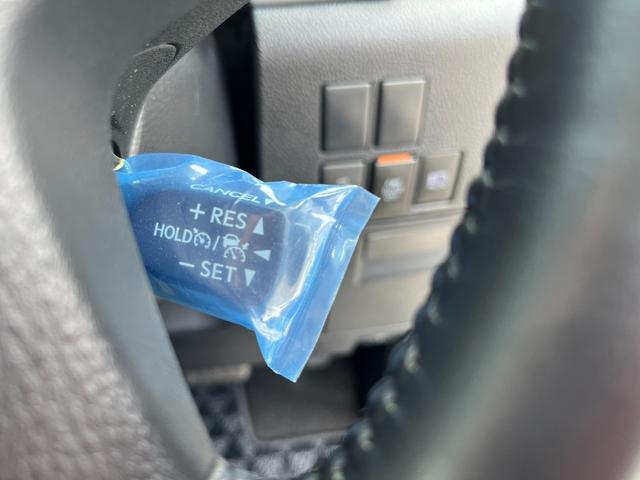 CANCEL
+ RES
HOLD /
− SET